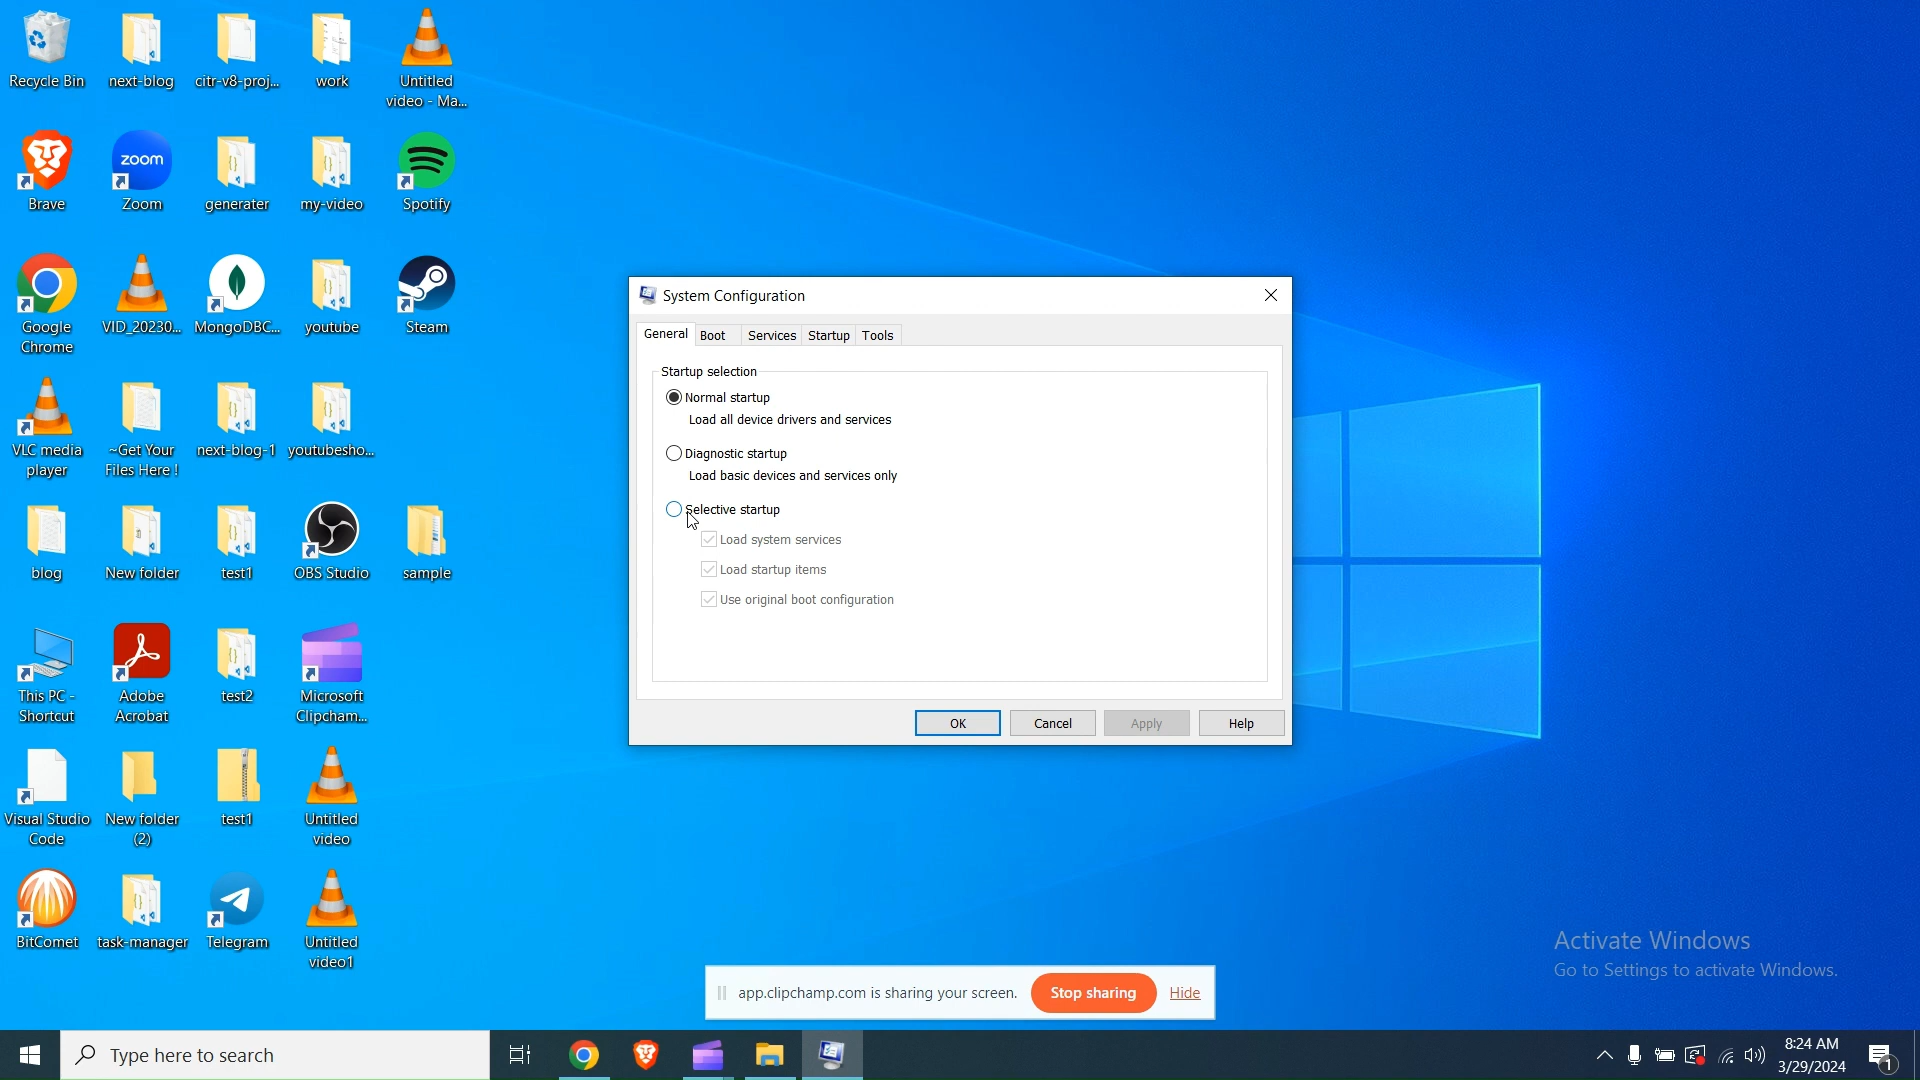 Recycle Bin
next-blog
citr-v8-proj...
work
Untitled
video - Ma...
Brave
zoom
Zoom
generater
my-video
Spotify
Google
Chrome
VID_20230...
MongoDBC...
youtube
Steam
VLC media
player
~Get Your
Files Here !
next-blog-1
youtubesho...
blog
New folder
test1
OBS Studio
sample
This PC -
Shortcut
Adobe
Acrobat
test2
Microsoft
Clipcham...
Visual Studio
Code
New folder
(2)
test1
Untitled
video
BitComet
task-manager
Telegram
Untitled
video1
System Configuration
General
Boot
Services
Startup
Tools
Startup selection
Normal startup
Load all device drivers and services
Diagnostic startup
Load basic devices and services only
Selective startup
Load system services
Load startup items
Use original boot configuration
OK
Cancel
Apply
Help
Activate Windows
Go to Settings to activate Windows.
app.clipchamp.com is sharing your screen.
Stop sharing
Hide
Type here to search
8:24 AM
3/29/2024
1